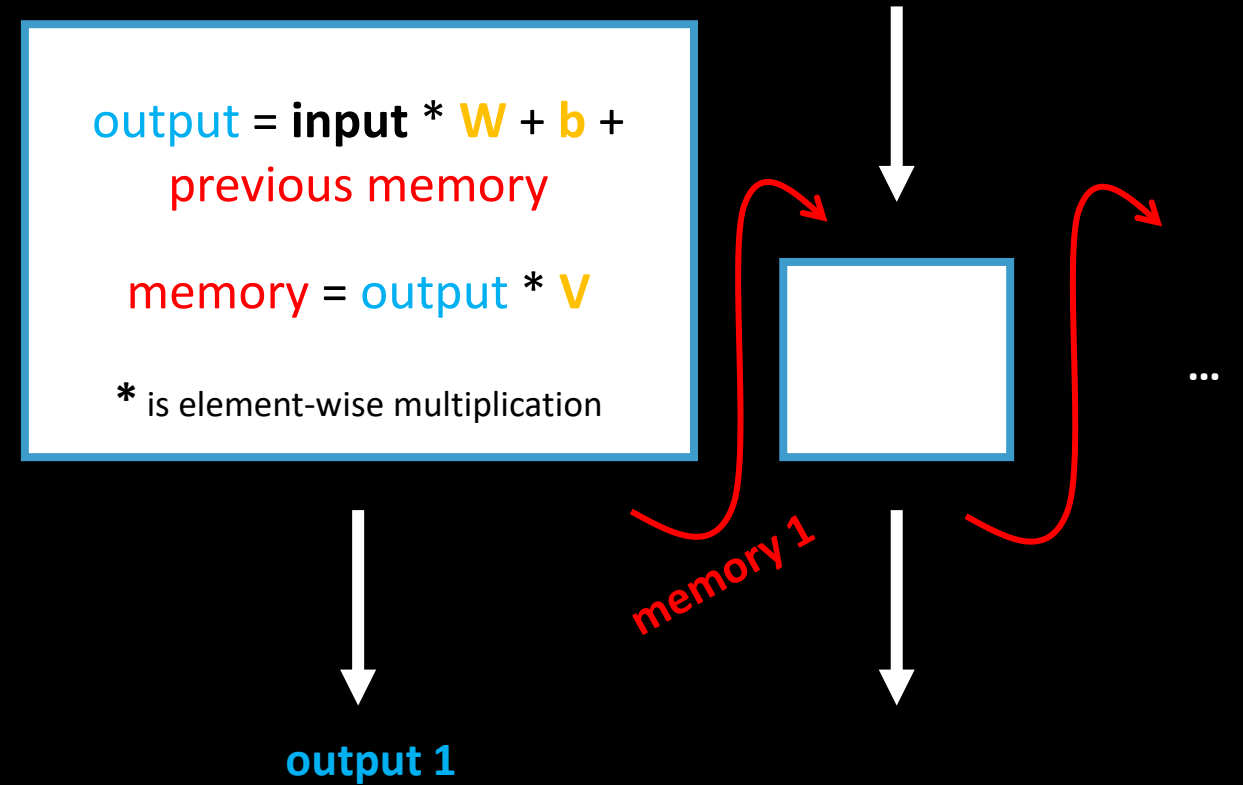 output = input * W + b +
previous memory
memory = output * V
* is element-wise multiplication
...
memory 1
output 1